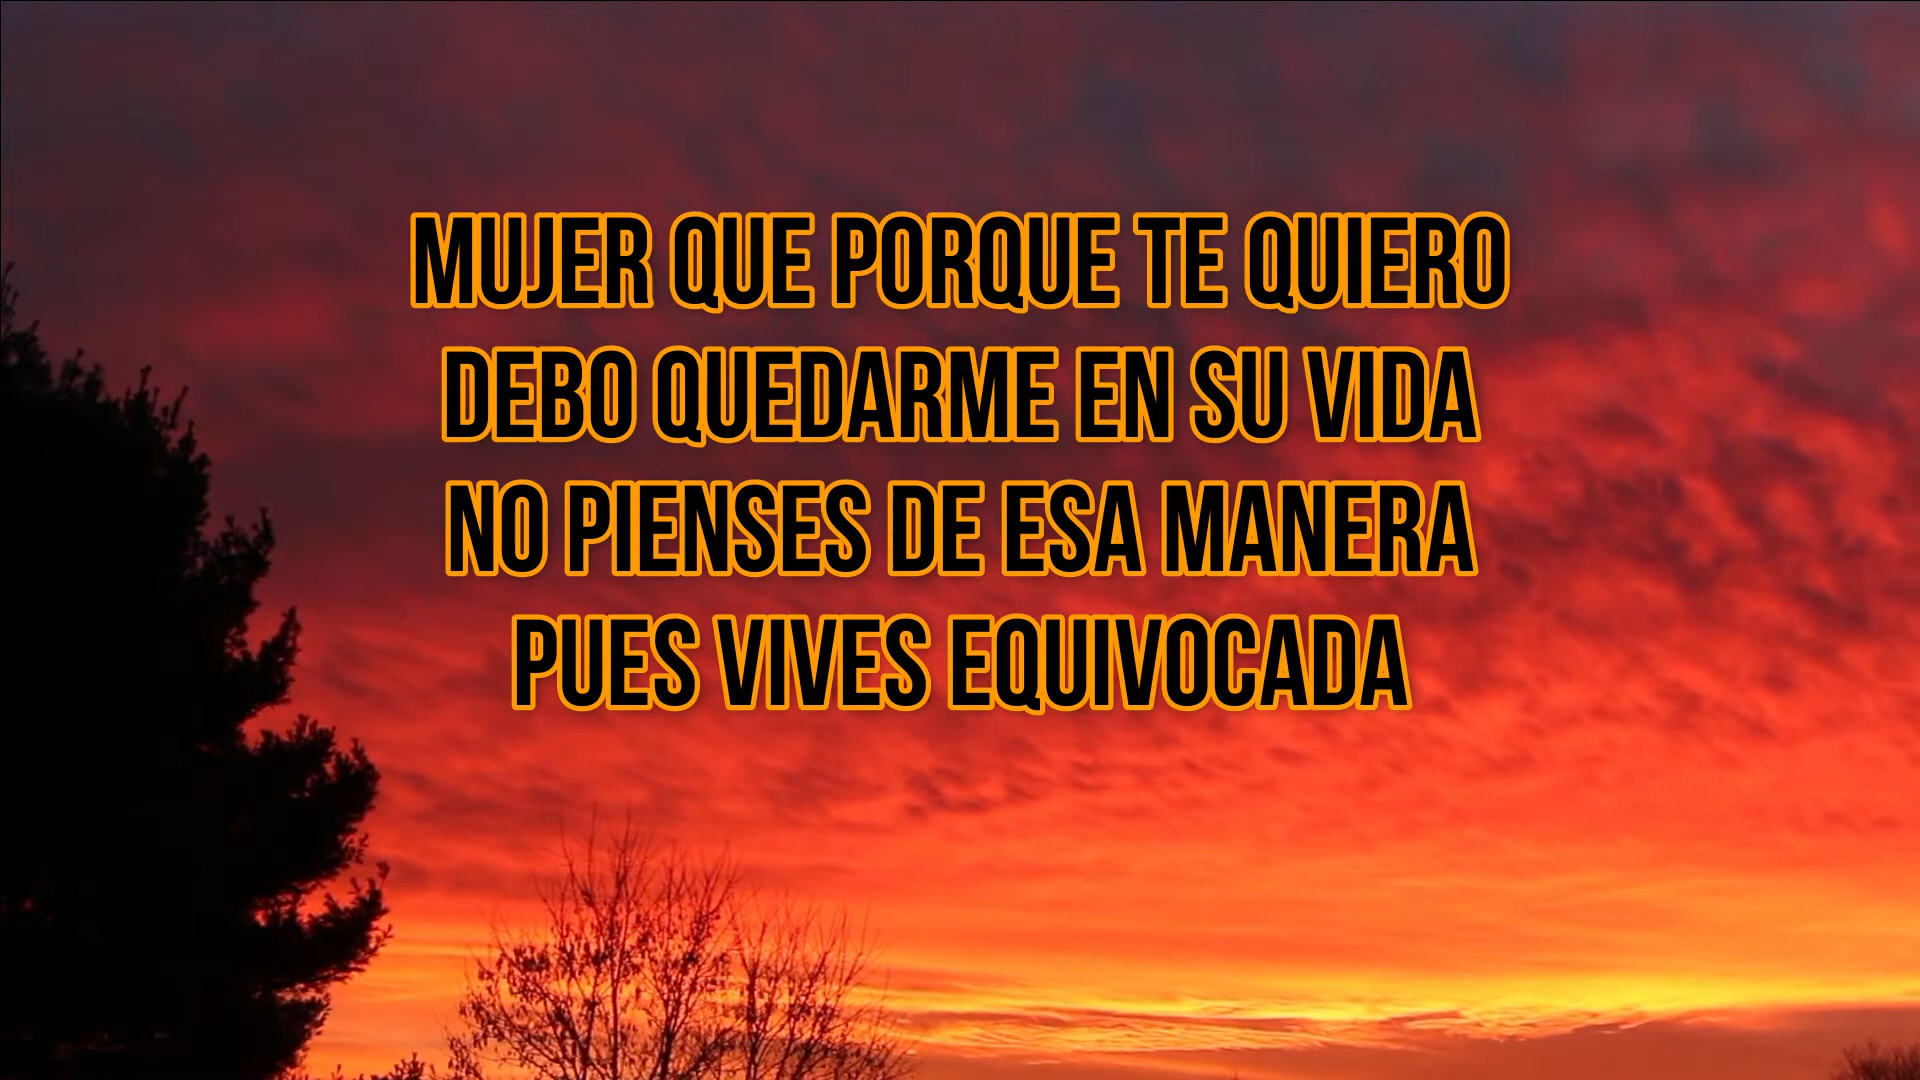 MUJER QUE PORQUE TE QUIERO
DEBO QUEDARME EN SU VIDA
NO PIENSES DE ESA MANERA
PUES VIVES EQUIVOCADA